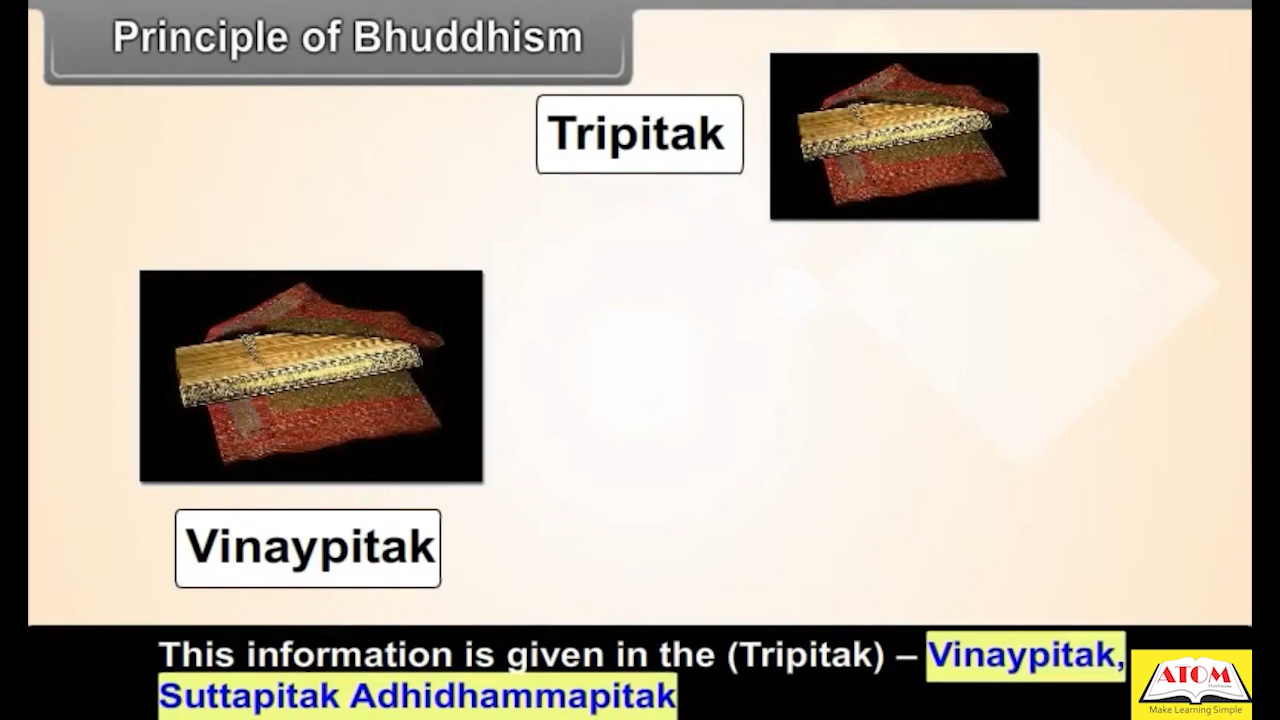 Principle of Bhuddhism
Tripitak
Vinaypitak
This information is given in the (Tripitak) – Vinaypitak,
Suttapitak Adhidhammapitak
ATOM
Make Learning Simple